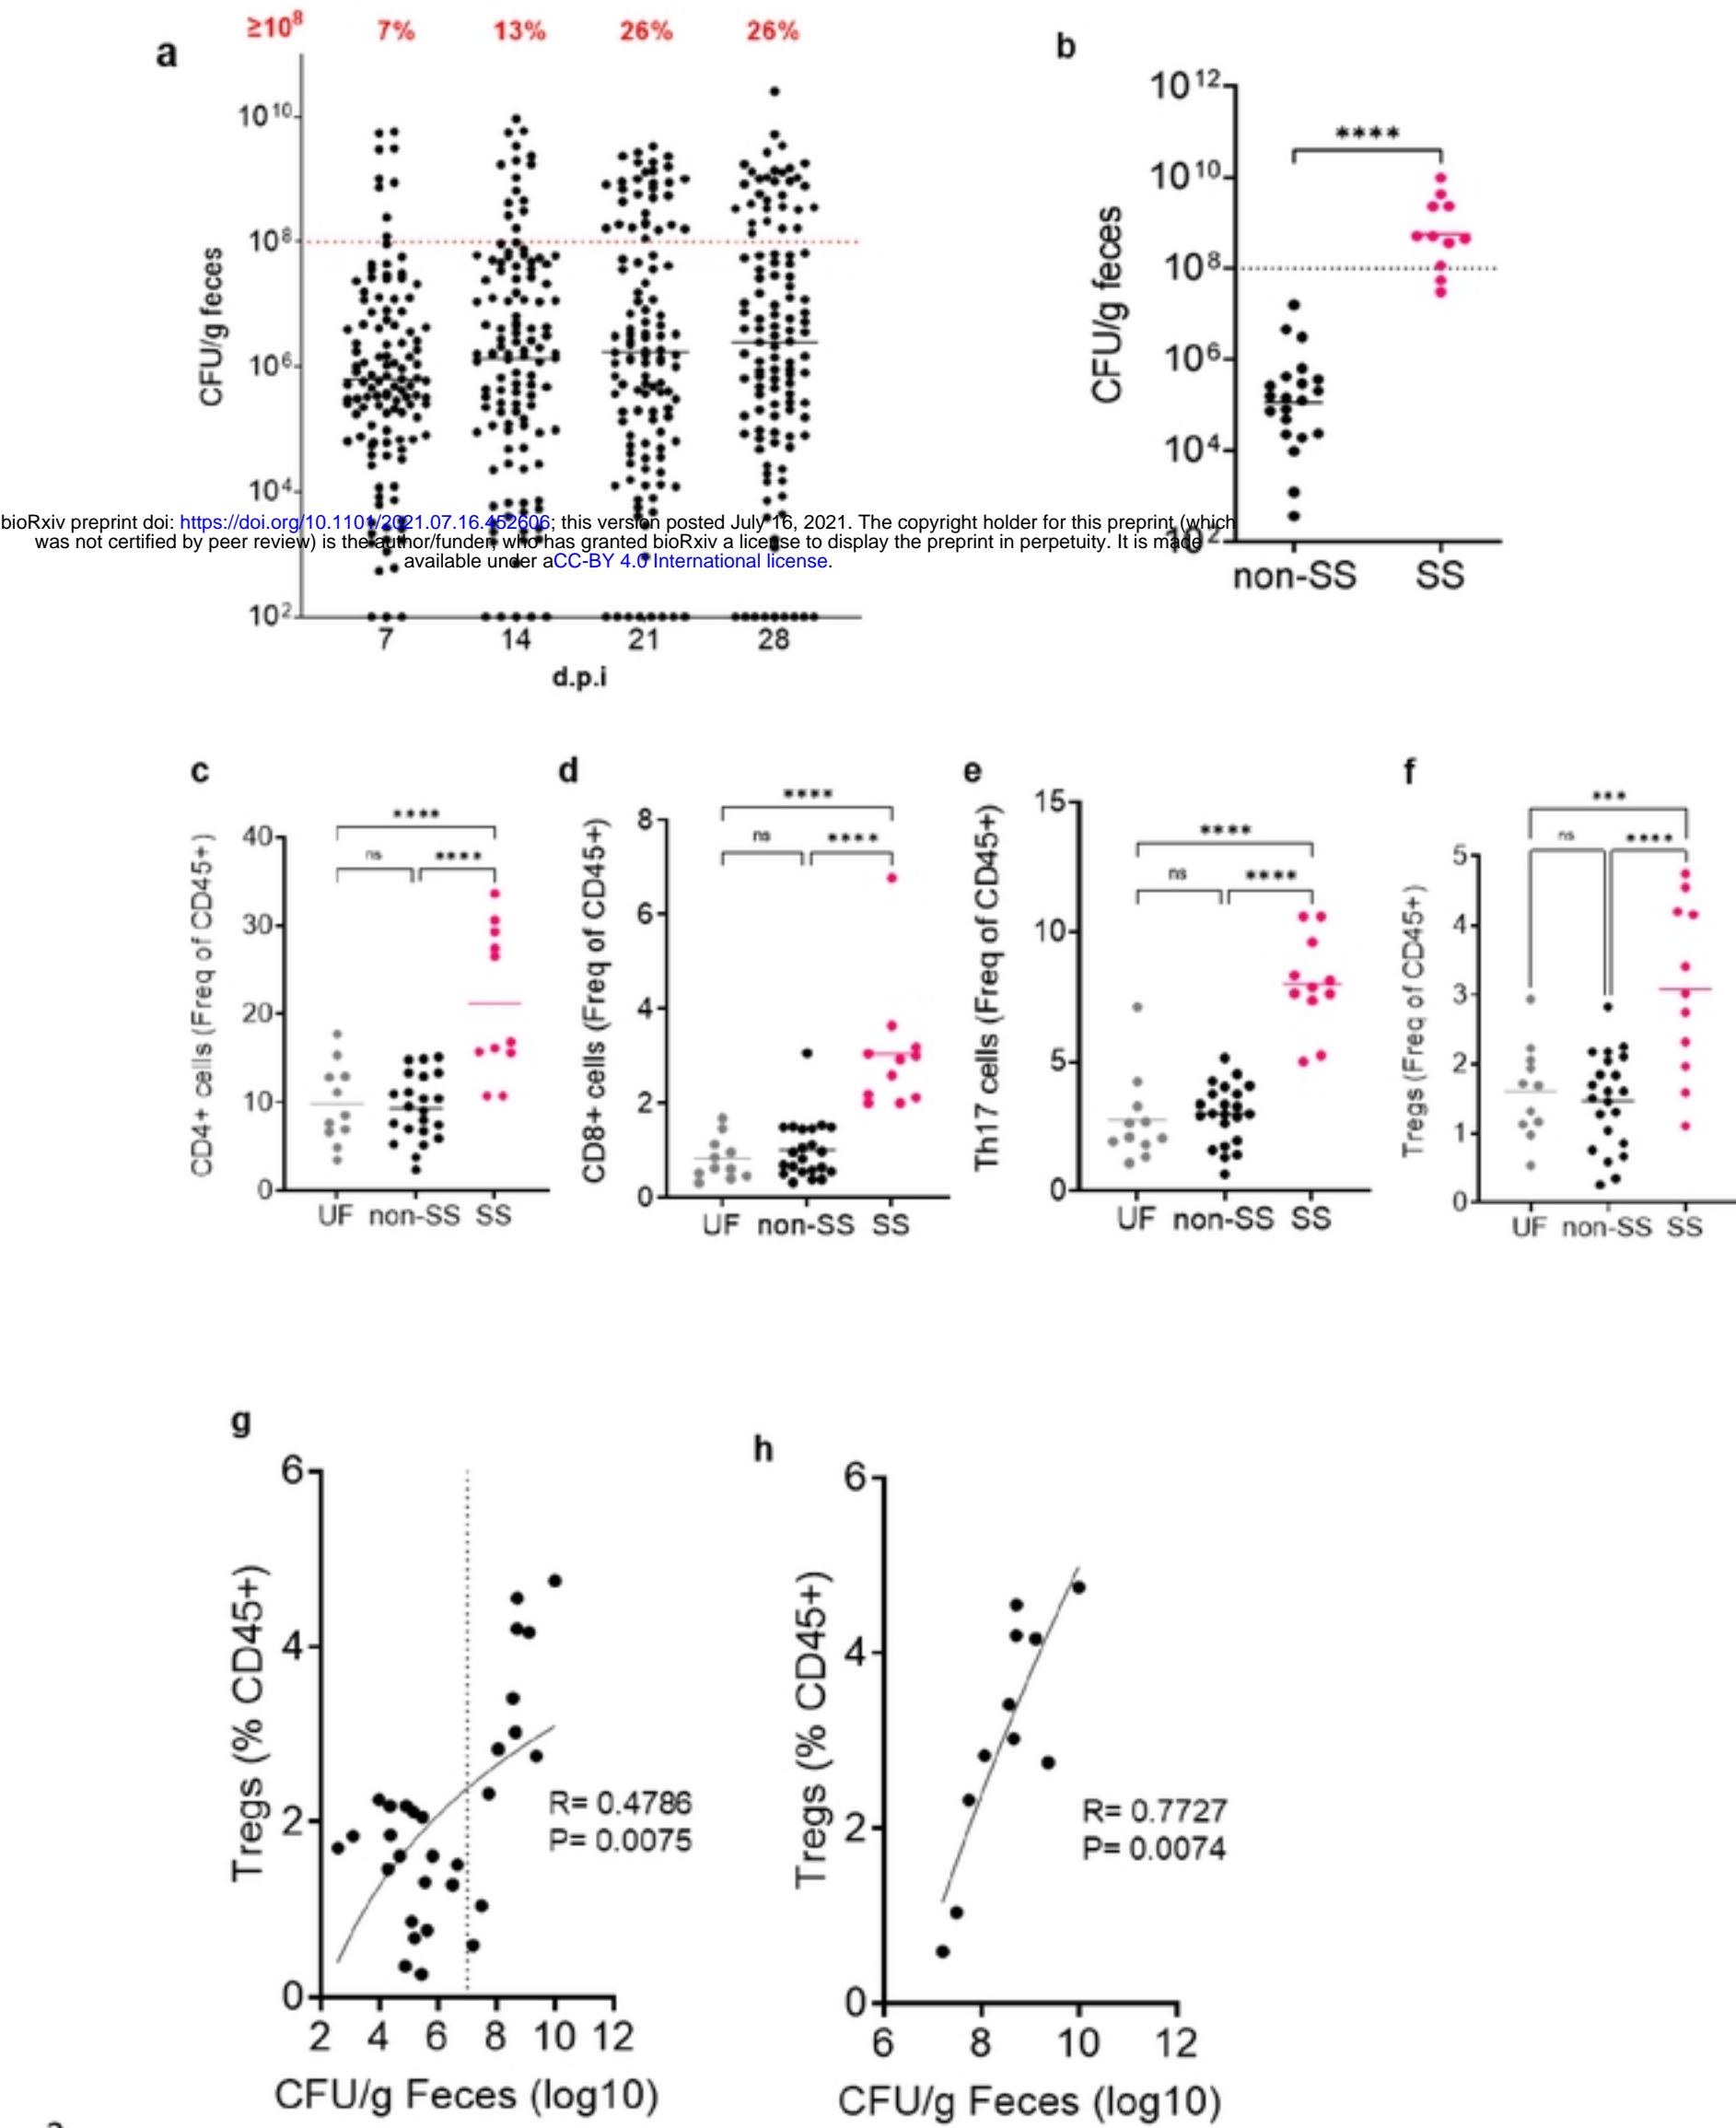 ≥10⁸ 7% 13% 26% 26%
a
CFU/g feces
10¹⁰
10⁸
10⁶
10⁴
10²
7 14 21 28
d.p.i
b
CFU/g feces
10¹²
10¹⁰
10⁸
10⁶
10⁴
10²
****
non-SS SS
bioRxiv preprint doi: https://doi.org/10.1101/2021.07.16.452606; this version posted July 16, 2021. The copyright holder for this preprint (which
was not certified by peer review) is the author/funder, who has granted bioRxiv a license to display the preprint in perpetuity. It is made
available under aCC-BY 4.0 International license.
c
CD4+ cells (Freq of CD45+)
40
30
20
10
0
****
ns ****
UF non-SS SS
d
CD8+ cells (Freq of CD45+)
8
6
4
2
0
****
ns ****
UF non-SS SS
e
Th17 cells (Freq of CD45+)
15
10
5
0
****
ns ****
UF non-SS SS
f
Tregs (Freq of CD45+)
5
4
3
2
1
0
***
ns ****
UF non-SS SS
g
Tregs (% CD45+)
6
4
2
0
R= 0.4786
P= 0.0075
2 4 6 8 10 12
CFU/g Feces (log10)
h
Tregs (% CD45+)
6
4
2
0
R= 0.7727
P= 0.0074
6 8 10 12
CFU/g Feces (log10)